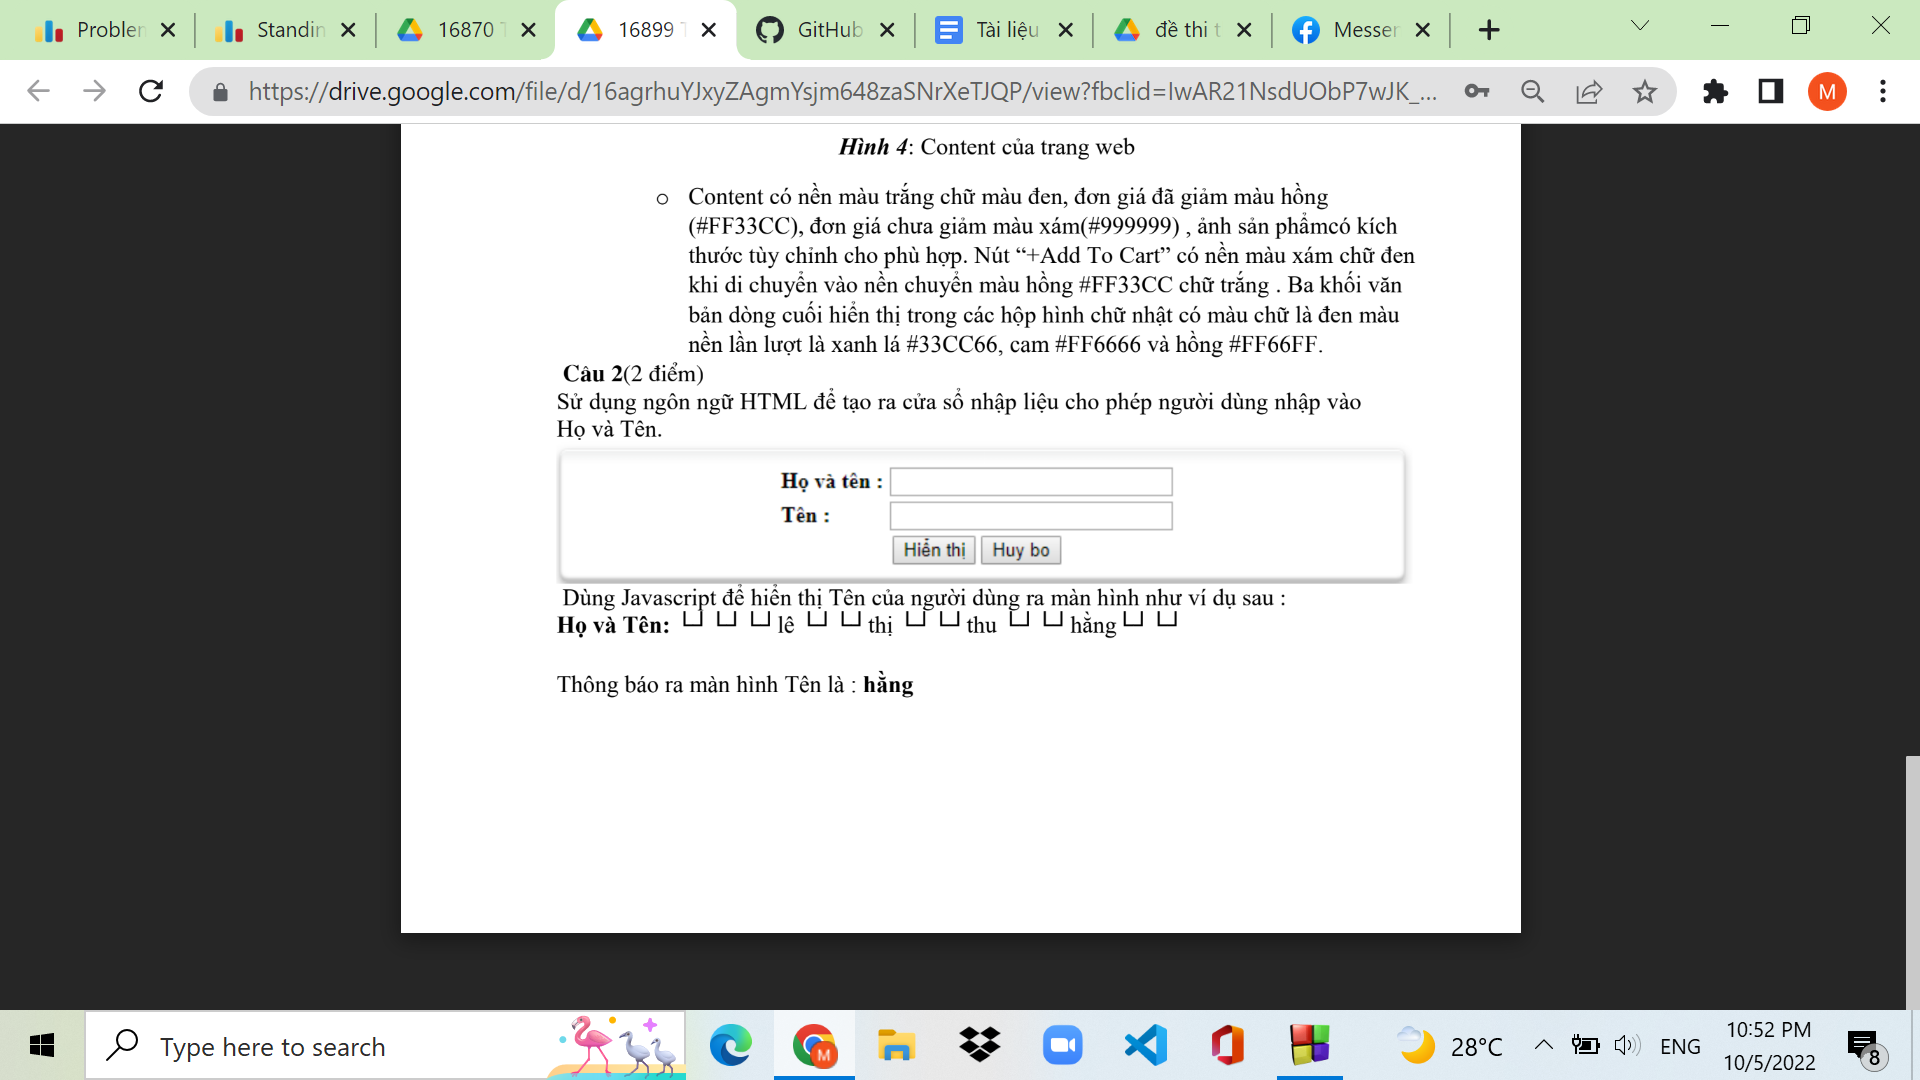 Problem
Standin
16870 T
16899 T
GitHub
Tài liệu
đề thi t
Messen
https://drive.google.com/file/d/16agrhuYJxyZAgmYsjm648zaSNrXeTJQP/view?fbclid=IwAR21NsdUObP7wJK_...
M
Hình 4: Content của trang web
o Content có nền màu trắng chữ màu đen, đơn giá đã giảm màu hồng
(#FF33CC), đơn giá chưa giảm màu xám(#999999) , ảnh sản phẩmcó kích
thước tùy chỉnh cho phù hợp. Nút “+Add To Cart” có nền màu xám chữ đen
khi di chuyển vào nền chuyển màu hồng #FF33CC chữ trắng . Ba khối văn
bản dòng cuối hiển thị trong các hộp hình chữ nhật có màu chữ là đen màu
nền lần lượt là xanh lá #33CC66, cam #FF6666 và hồng #FF66FF.
Câu 2(2 điểm)
Sử dụng ngôn ngữ HTML để tạo ra cửa sổ nhập liệu cho phép người dùng nhập vào
Họ và Tên.
Họ và tên :
Tên :
Hiển thị Huy bo
Dùng Javascript để hiển thị Tên của người dùng ra màn hình như ví dụ sau :
Họ và Tên: ␣ ␣ ␣ lê ␣ ␣ thị ␣ ␣ thu ␣ ␣ hằng ␣ ␣
Thông báo ra màn hình Tên là : hằng
Type here to search
M
28°C
ENG
10:52 PM
10/5/2022
8